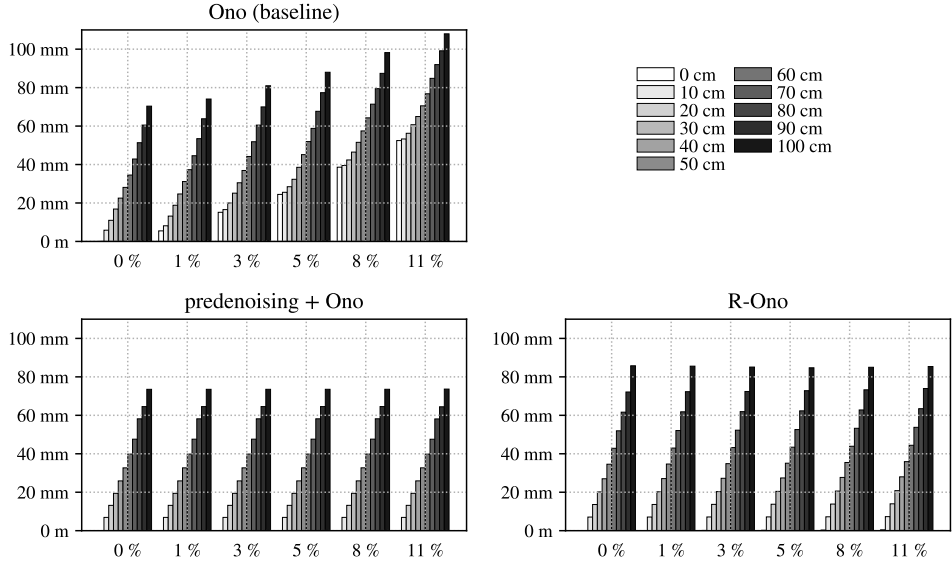 Ono (baseline)
100 mm
80 mm
60 mm
40 mm
20 mm
0 m
0 % 1 % 3 % 5 % 8 % 11 %
0 cm 60 cm
10 cm 70 cm
20 cm 80 cm
30 cm 90 cm
40 cm 100 cm
50 cm
predenoising + Ono
100 mm
80 mm
60 mm
40 mm
20 mm
0 m
0 % 1 % 3 % 5 % 8 % 11 %
R-Ono
100 mm
80 mm
60 mm
40 mm
20 mm
0 m
0 % 1 % 3 % 5 % 8 % 11 %